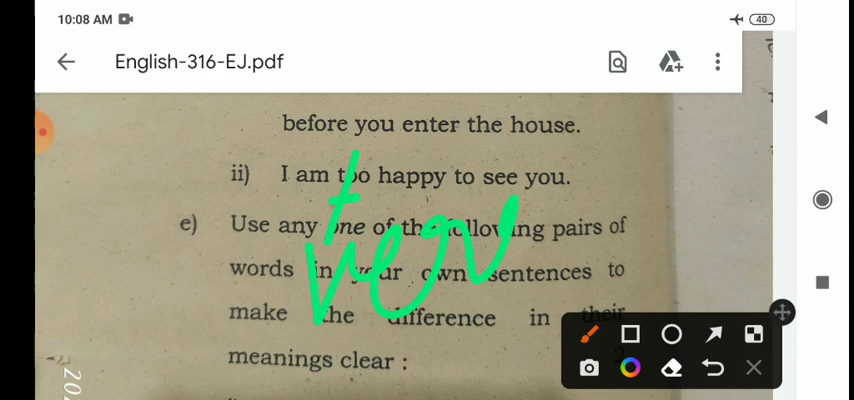 10:08 AM 40
English-316-EJ.pdf
before you enter the house.
ii) I am too happy to see you.
e) Use any one of the following pairs of
words in your own sentences to
make the difference in their
meanings clear : 2
202